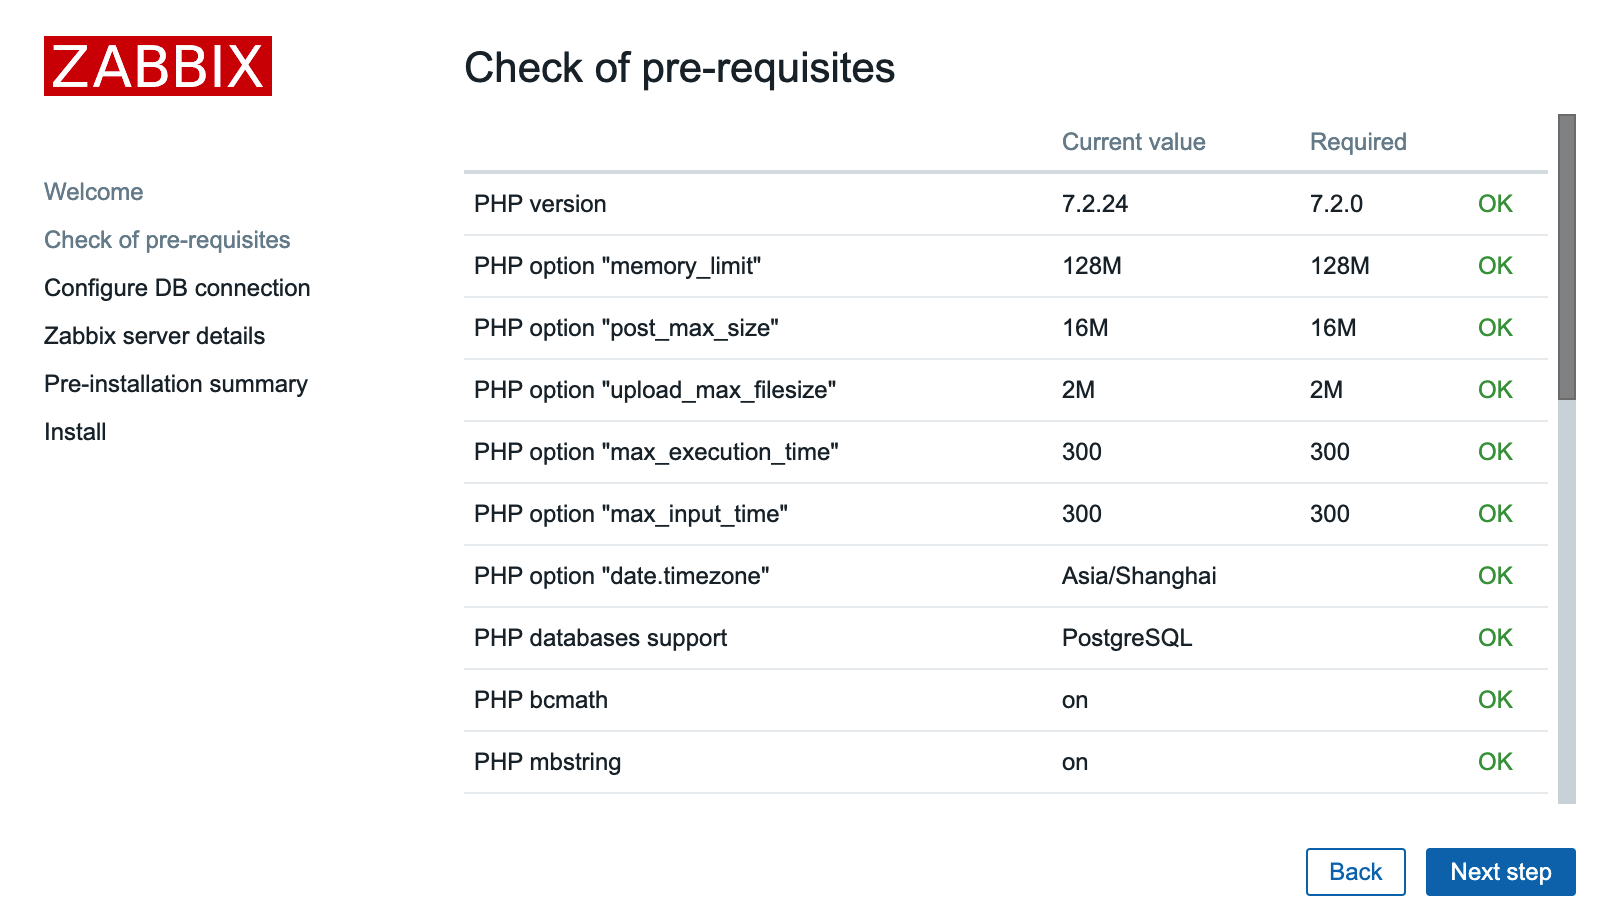 ZABBIX
Welcome
Check of pre-requisites
Configure DB connection
Zabbix server details
Pre-installation summary
Install
Check of pre-requisites
Current value Required
PHP version 7.2.24 7.2.0 OK
PHP option "memory_limit" 128M 128M OK
PHP option "post_max_size" 16M 16M OK
PHP option "upload_max_filesize" 2M 2M OK
PHP option "max_execution_time" 300 300 OK
PHP option "max_input_time" 300 300 OK
PHP option "date.timezone" Asia/Shanghai OK
PHP databases support PostgreSQL OK
PHP bcmath on OK
PHP mbstring on OK
Back Next step